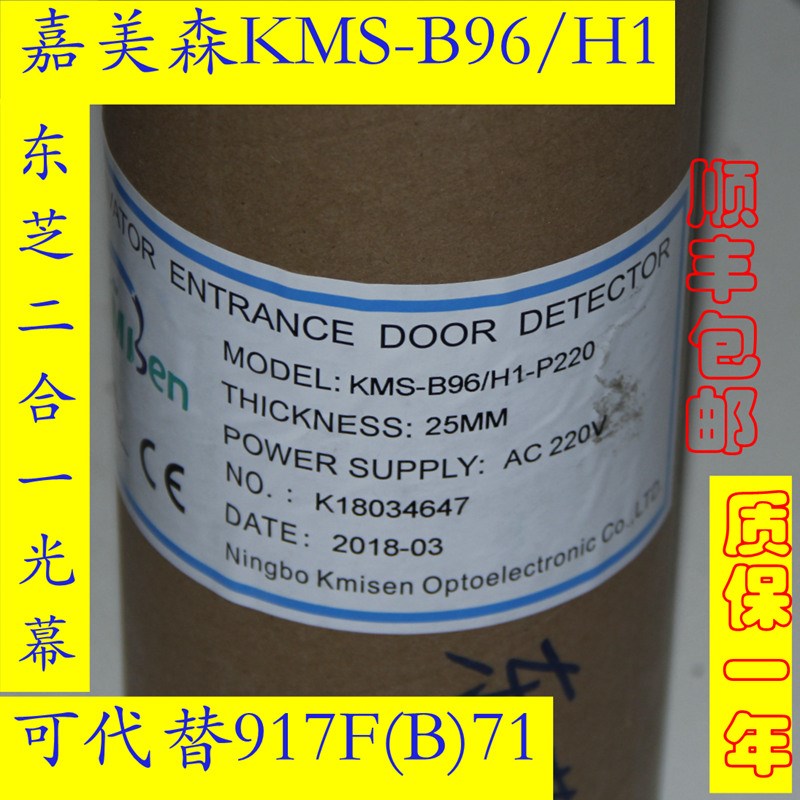 嘉美森KMS-B96/H1
东芝二合一光幕
顺丰包邮
ENTRANCE DOOR DETECTOR
MODEL: KMS-B96/H1-P220
THICKNESS: 25MM
POWER SUPPLY: AC 220V
NO.: K18034647
DATE: 2018-03
Ningbo Kmisen Optoelectronic Co.,LTD.
CE
质保一年
可代替917F(B)71